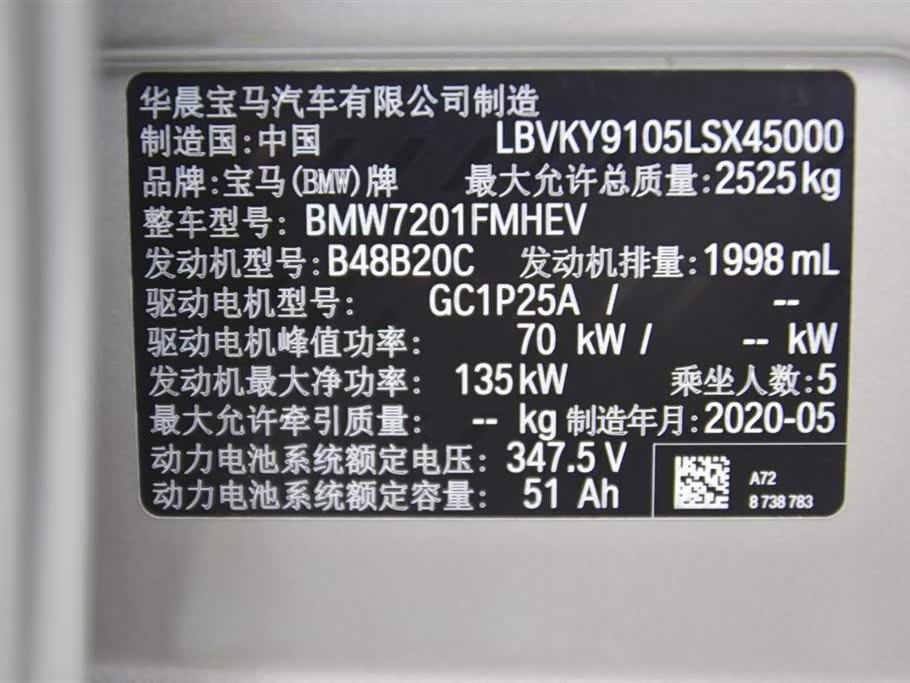 华晨宝马汽车有限公司制造
制造国:中国 LBVKY9105LSX45000
品牌:宝马(BMW)牌 最大允许总质量:2525kg
整车型号: BMW7201FMHEV
发动机型号:B48B20C 发动机排量:1998 mL
驱动电机型号: GC1P25A / --
驱动电机峰值功率: 70 kW / -- kW
发动机最大净功率: 135kW 乘坐人数:5
最大允许牵引质量: -- kg 制造年月:2020-05
动力电池系统额定电压: 347.5 V
动力电池系统额定容量: 51 Ah
A72
8 738 783